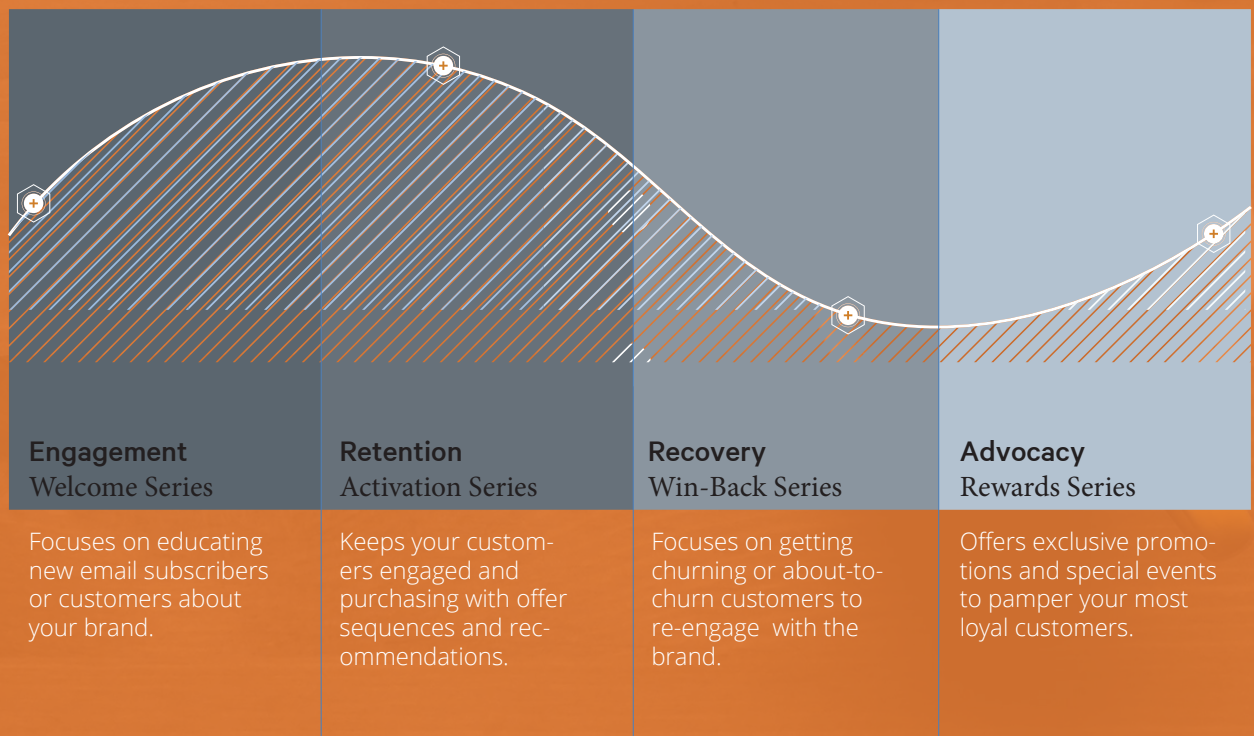 Engagement
Welcome Series
Focuses on educating
new email subscribers
or customers about
your brand.
Retention
Activation Series
Keeps your custom-
ers engaged and
purchasing with offer
sequences and rec-
ommendations.
Recovery
Win-Back Series
Focuses on getting
churning or about-to-
churn customers to
re-engage  with the
brand.
Advocacy
Rewards Series
Offers exclusive promo-
tions and special events
to pamper your most
loyal customers.